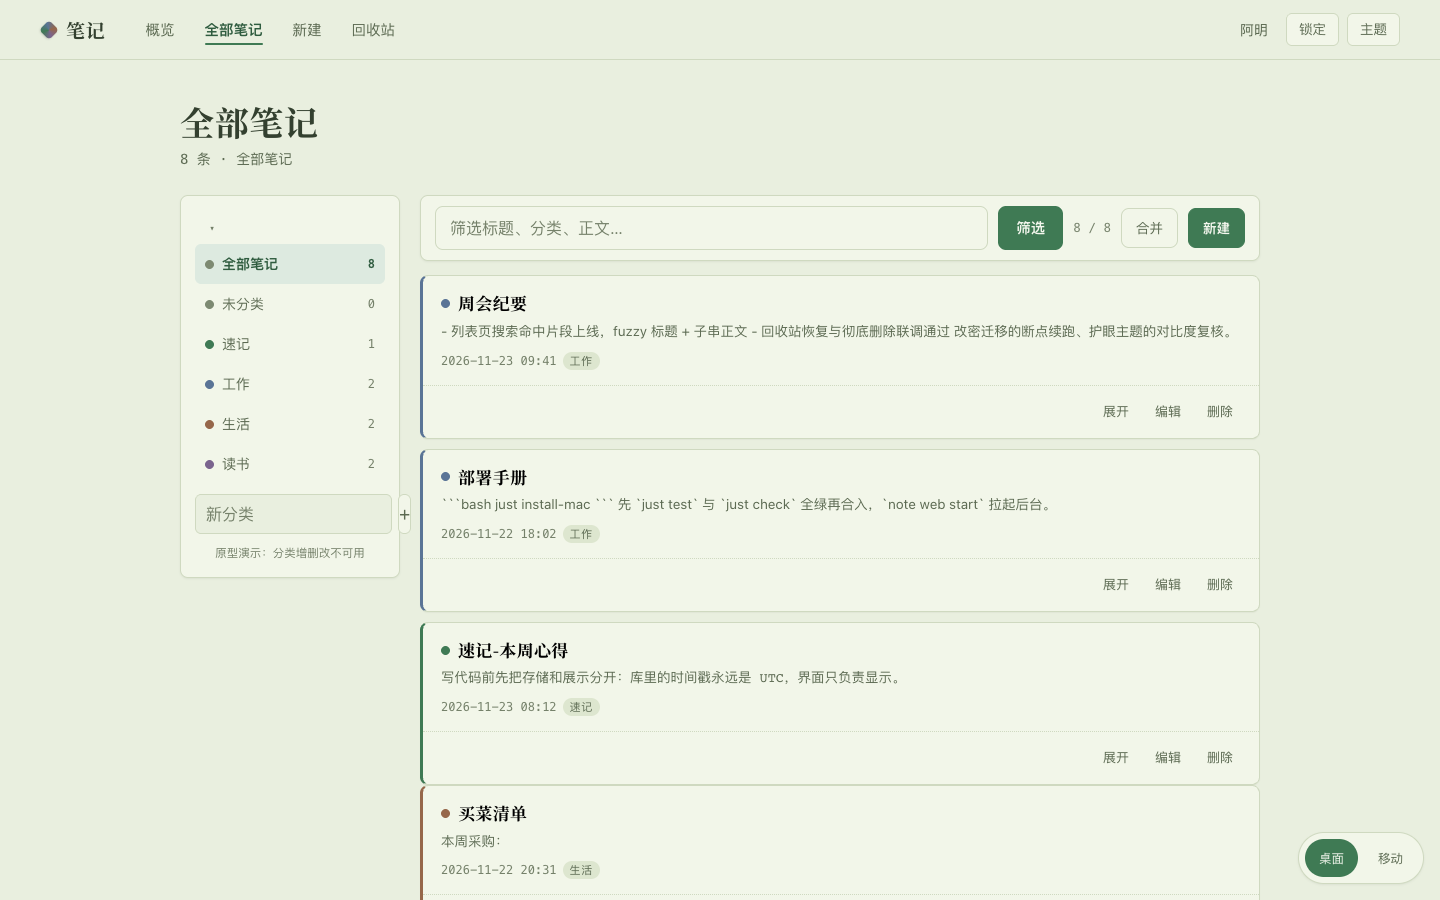 笔记 概览 全部笔记 新建 回收站 阿明 锁定 主题
全部笔记
8 条 · 全部笔记
全部笔记 8
未分类 0
速记 1
工作 2
生活 2
读书 2
新分类 +
原型演示：分类增删改不可用
筛选标题、分类、正文… 筛选 8 / 8 合并 新建
周会纪要
- 列表页搜索命中片段上线，fuzzy 标题 + 子串正文 - 回收站恢复与彻底删除联调通过 改密迁移的断点续跑、护眼主题的对比度复核。
2026-11-23 09:41 工作
展开 编辑 删除
部署手册
```bash just install-mac ``` 先 `just test` 与 `just check` 全绿再合入，`note web start` 拉起后台。
2026-11-22 18:02 工作
展开 编辑 删除
速记-本周心得
写代码前先把存储和展示分开：库里的时间戳永远是 UTC，界面只负责显示。
2026-11-23 08:12 速记
展开 编辑 删除
买菜清单
本周采购：
2026-11-22 20:31 生活
桌面 移动